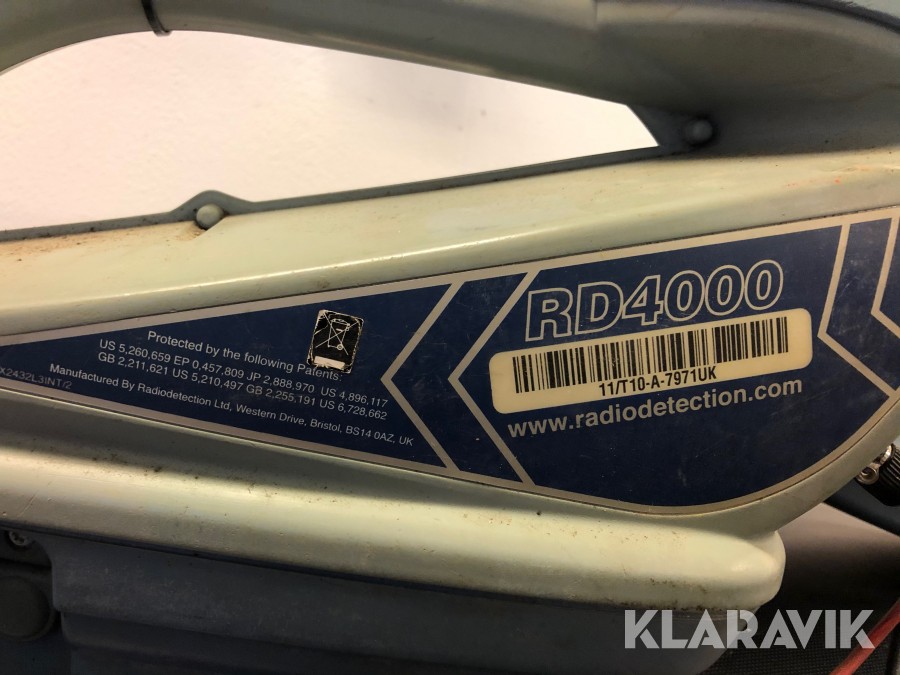 RD4000
11/T10-A-7971UK
www.radiodetection.com
Protected by the following Patents:
US 5,260,659 EP 0,457,809 JP 2,888,970 US 4,896,117
GB 2,211,621 US 5,210,497 GB 2,255,191 US 6,728,662
Manufactured By Radiodetection Ltd, Western Drive, Bristol, BS14 0AZ, UK
X2432L3INT/2
KLARAVIK